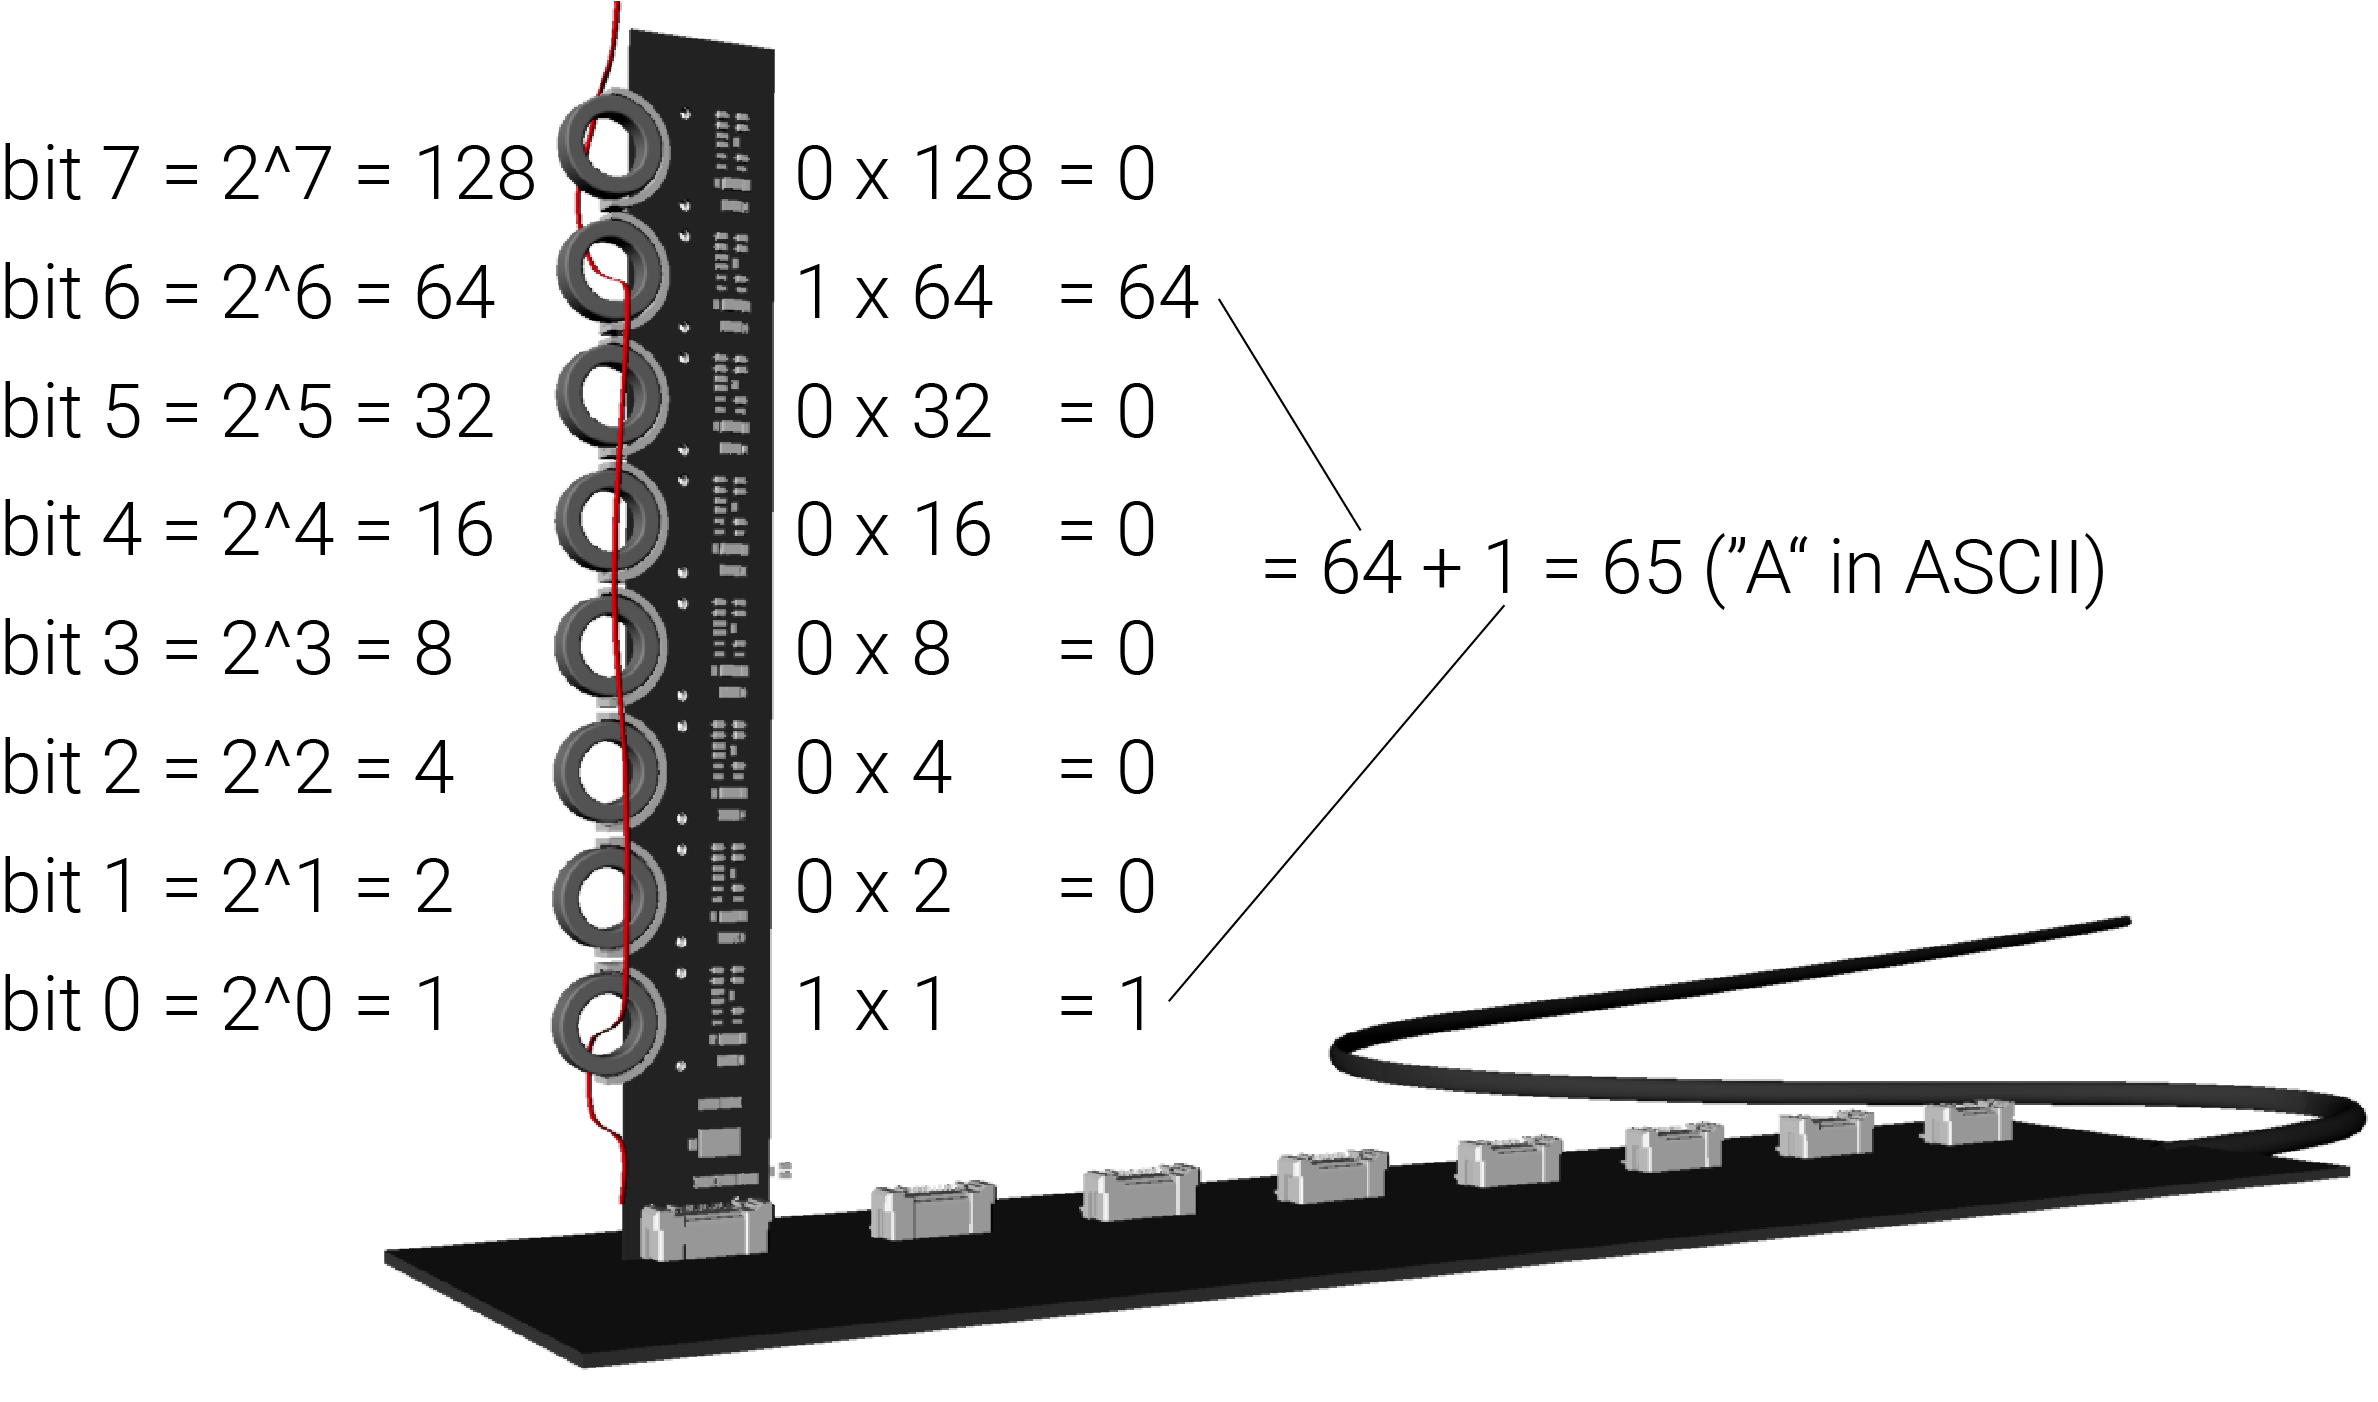 bit 7 = 2^7 = 128 0 x 128 = 0
bit 6 = 2^6 = 64 1 x 64 = 64
bit 5 = 2^5 = 32 0 x 32 = 0
bit 4 = 2^4 = 16 0 x 16 = 0
= 64 + 1 = 65 (”A“ in ASCII)
bit 3 = 2^3 = 8 0 x 8 = 0
bit 2 = 2^2 = 4 0 x 4 = 0
bit 1 = 2^1 = 2 0 x 2 = 0
bit 0 = 2^0 = 1 1 x 1 = 1